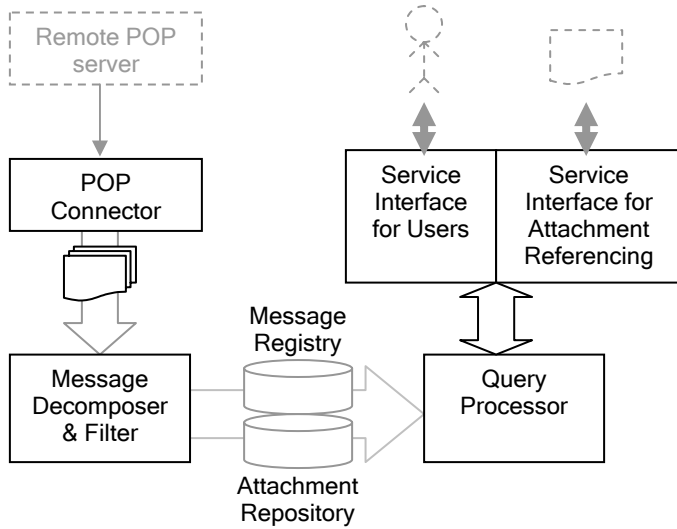 Remote POP
server
POP
Connector
Service
Interface
for Users
Service
Interface for
Attachment
Referencing
Message
Registry
Message
Decomposer
& Filter
Query
Processor
Attachment
Repository